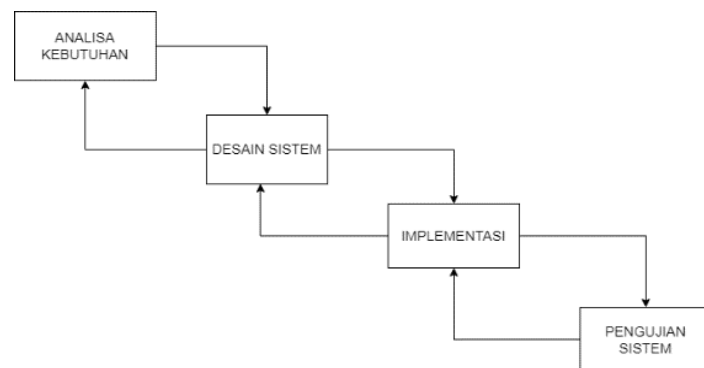 ANALISA
KEBUTUHAN
DESAIN SISTEM
IMPLEMENTASI
PENGUJIAN
SISTEM